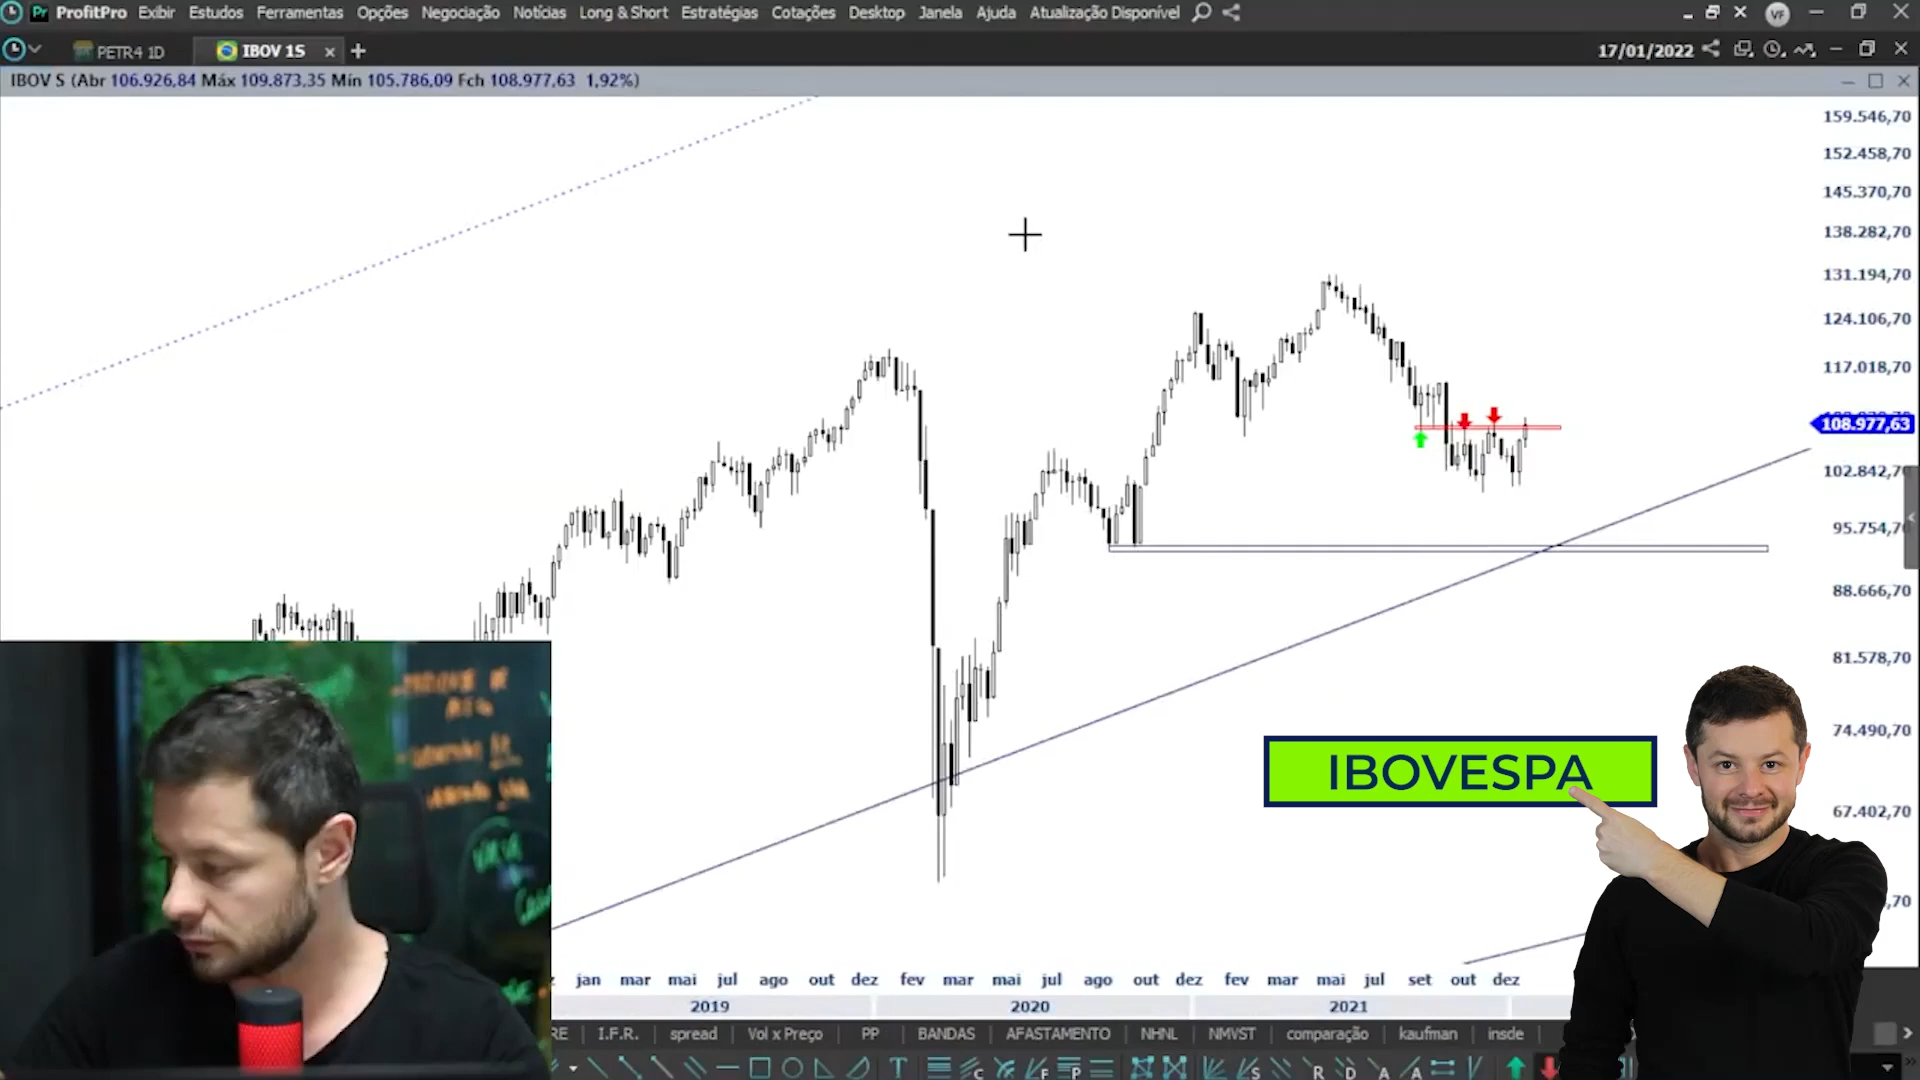 ProfitPro Exibir Estudos Ferramentas Opções Negociação Notícias Long & Short Estratégias Cotações Desktop Janela Ajuda Atualização Disponível VF
PETR4 1D IBOV 1S 17/01/2022
IBOV S (Abr 106.926,84 Máx 109.873,35 Mín 105.786,09 Fch 108.977,63 1,92%)
159.546,70
152.458,70
145.370,70
138.282,70
131.194,70
124.106,70
117.018,70
108.977,63
102.842,70
95.754,70
88.666,70
81.578,70
74.490,70
IBOVESPA
67.402,70
,70
jan mar mai jul ago out dez fev mar mai jul ago out dez fev mar mai jul set out dez
2019 2020 2021
RE I.F.R. spread Vol x Preço PP BANDAS AFASTAMENTO NHNL NMVST comparação kaufman insde